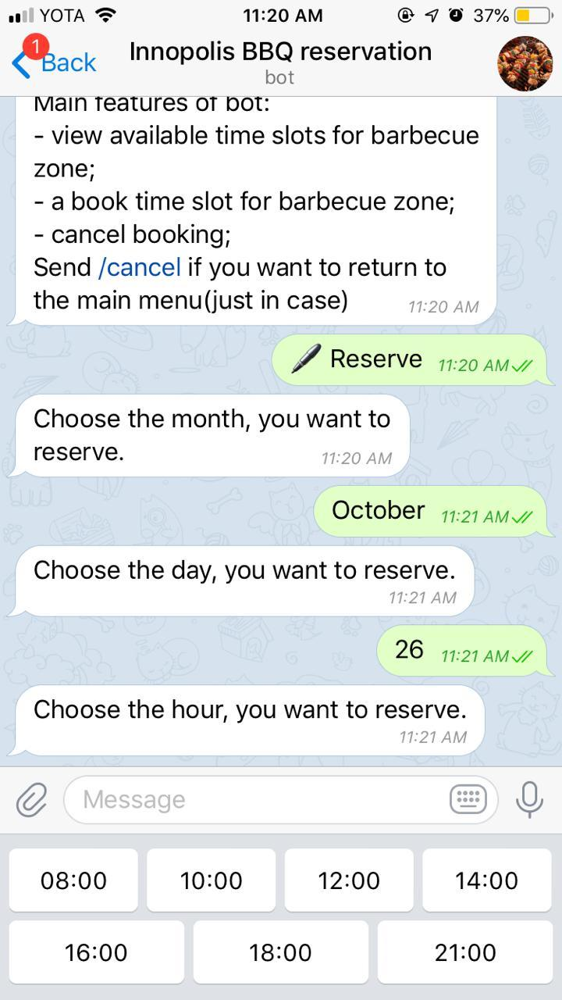 YOTA 11:20 AM 37%
1
Back
Innopolis BBQ reservation
bot
Main features of bot:
- view available time slots for barbecue
zone;
- a book time slot for barbecue zone;
- cancel booking;
Send /cancel if you want to return to
the main menu(just in case) 11:20 AM
Reserve 11:20 AM
Choose the month, you want to
reserve. 11:20 AM
October 11:21 AM
Choose the day, you want to reserve.
11:21 AM
26 11:21 AM
Choose the hour, you want to reserve.
11:21 AM
Message
08:00 10:00 12:00 14:00
16:00 18:00 21:00